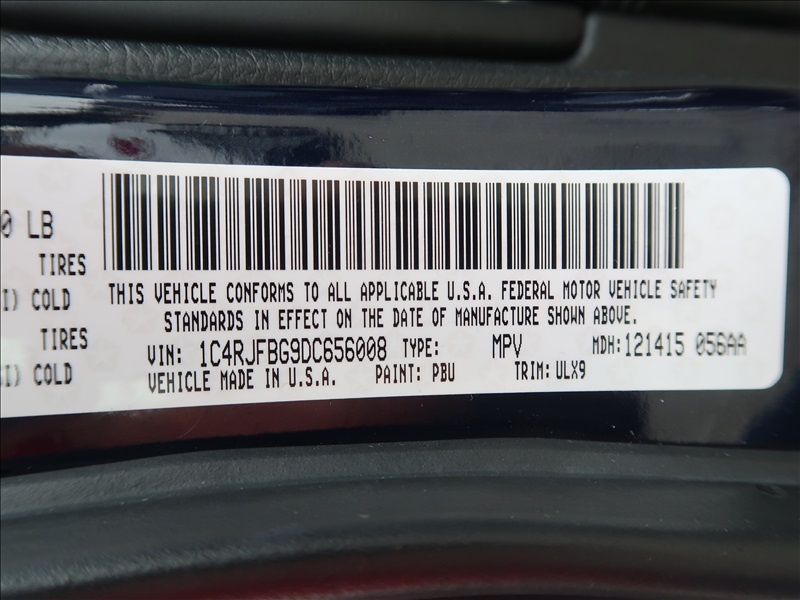 0 LB
TIRES
I) COLD
TIRES
SI) COLD
THIS VEHICLE CONFORMS TO ALL APPLICABLE U.S.A. FEDERAL MOTOR VEHICLE SAFETY
STANDARDS IN EFFECT ON THE DATE OF MANUFACTURE SHOWN ABOVE.
VIN: 1C4RJFBG9DC656008 TYPE: MPV MDH:121415 056AA
VEHICLE MADE IN U.S.A. PAINT: PBU TRIM: ULX9